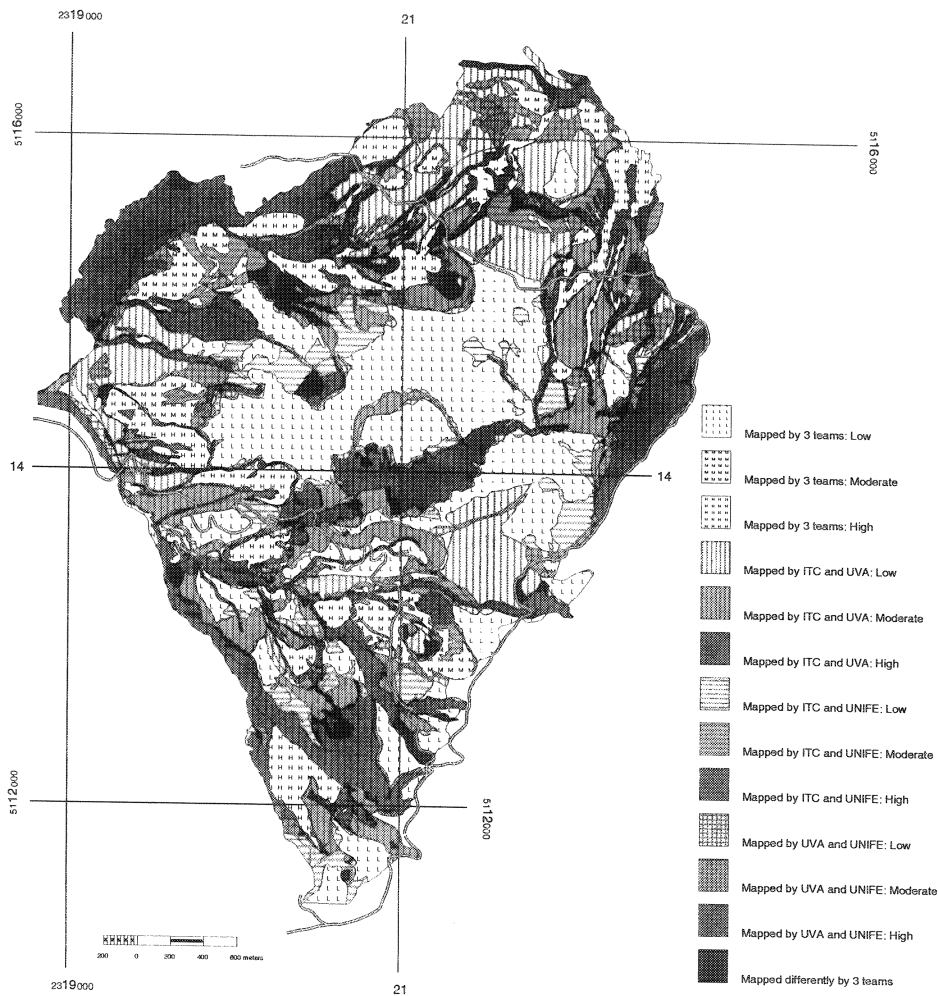 2319000
21
5116000
5116000
Mapped by 3 teams: Low
14
14
Mapped by 3 teams: Moderate
Mapped by 3 teams: High
Mapped by ITC and UVA: Low
Mapped by ITC and UVA: Moderate
Mapped by ITC and UVA: High
Mapped by ITC and UNIFE: Low
Mapped by ITC and UNIFE: Moderate
5112000
5112000
Mapped by ITC and UNIFE: High
Mapped by UVA and UNIFE: Low
Mapped by UVA and UNIFE: Moderate
Mapped by UVA and UNIFE: High
200 0 200 400 600 meters
Mapped differently by 3 teams
2319000
21